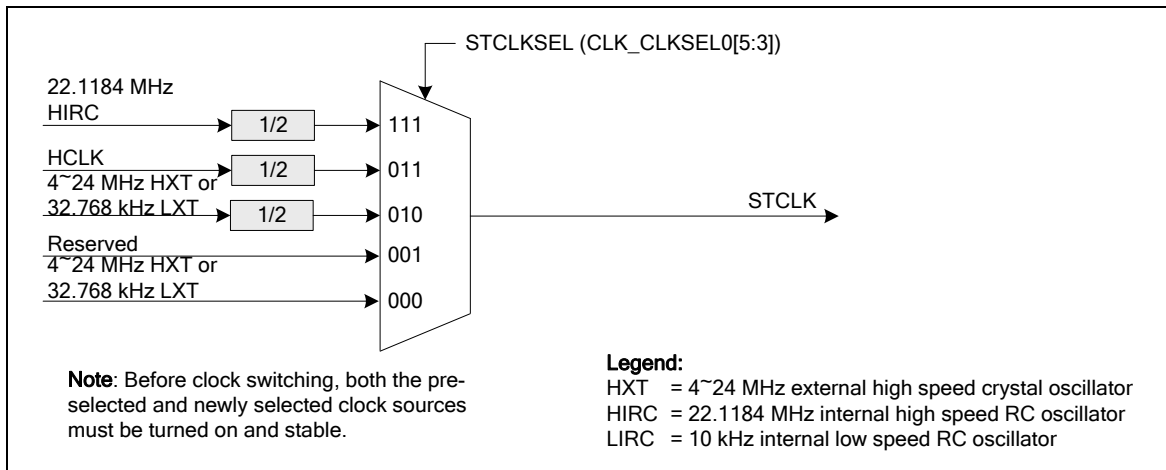 STCLKSEL (CLK_CLKSEL0[5:3])
22.1184 MHz
HIRC
1/2
111
HCLK
1/2
011
4~24 MHz HXT or
32.768 kHz LXT
1/2
010
STCLK
Reserved
001
4~24 MHz HXT or
32.768 kHz LXT
000
Note: Before clock switching, both the pre-
selected and newly selected clock sources
must be turned on and stable.
Legend:
HXT = 4~24 MHz external high speed crystal oscillator
HIRC = 22.1184 MHz internal high speed RC oscillator
LIRC = 10 kHz internal low speed RC oscillator